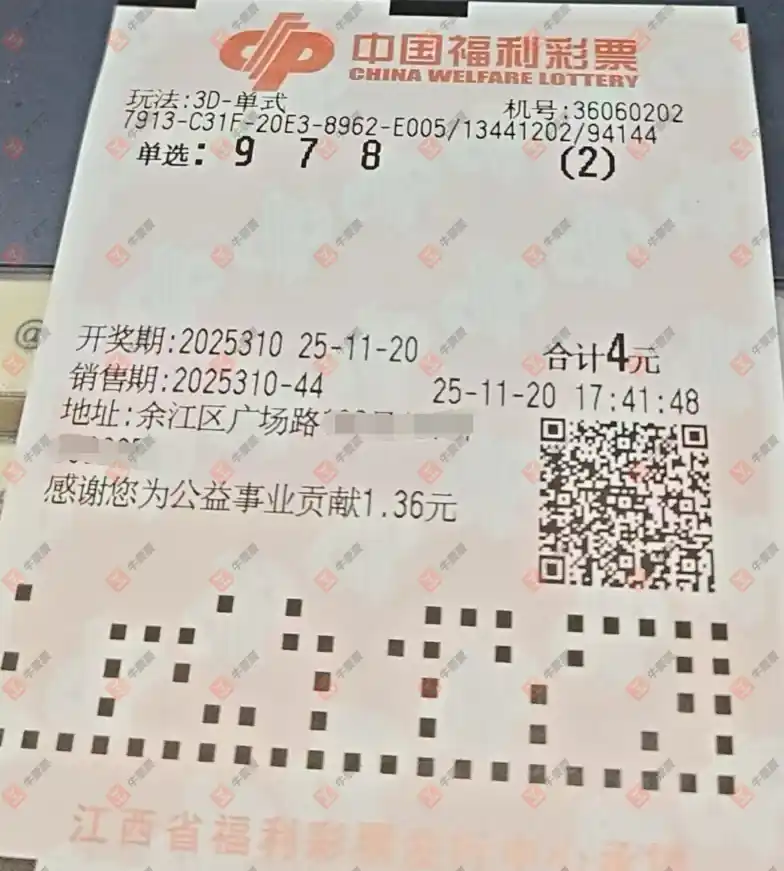 中国福利彩票
CHINA WELFARE LOTTERY
玩法:3D-单式 机号:36060202
7913-C31F-20E3-8962-E005/13441202/94144
单选: 9 7 8 (2)
开奖期:2025310 25-11-20 合计4元
销售期:2025310-44 25-11-20 17:41:48
地址:余江区广场路
感谢您为公益事业贡献1.36元
江西省福利彩票
@
牛彩票